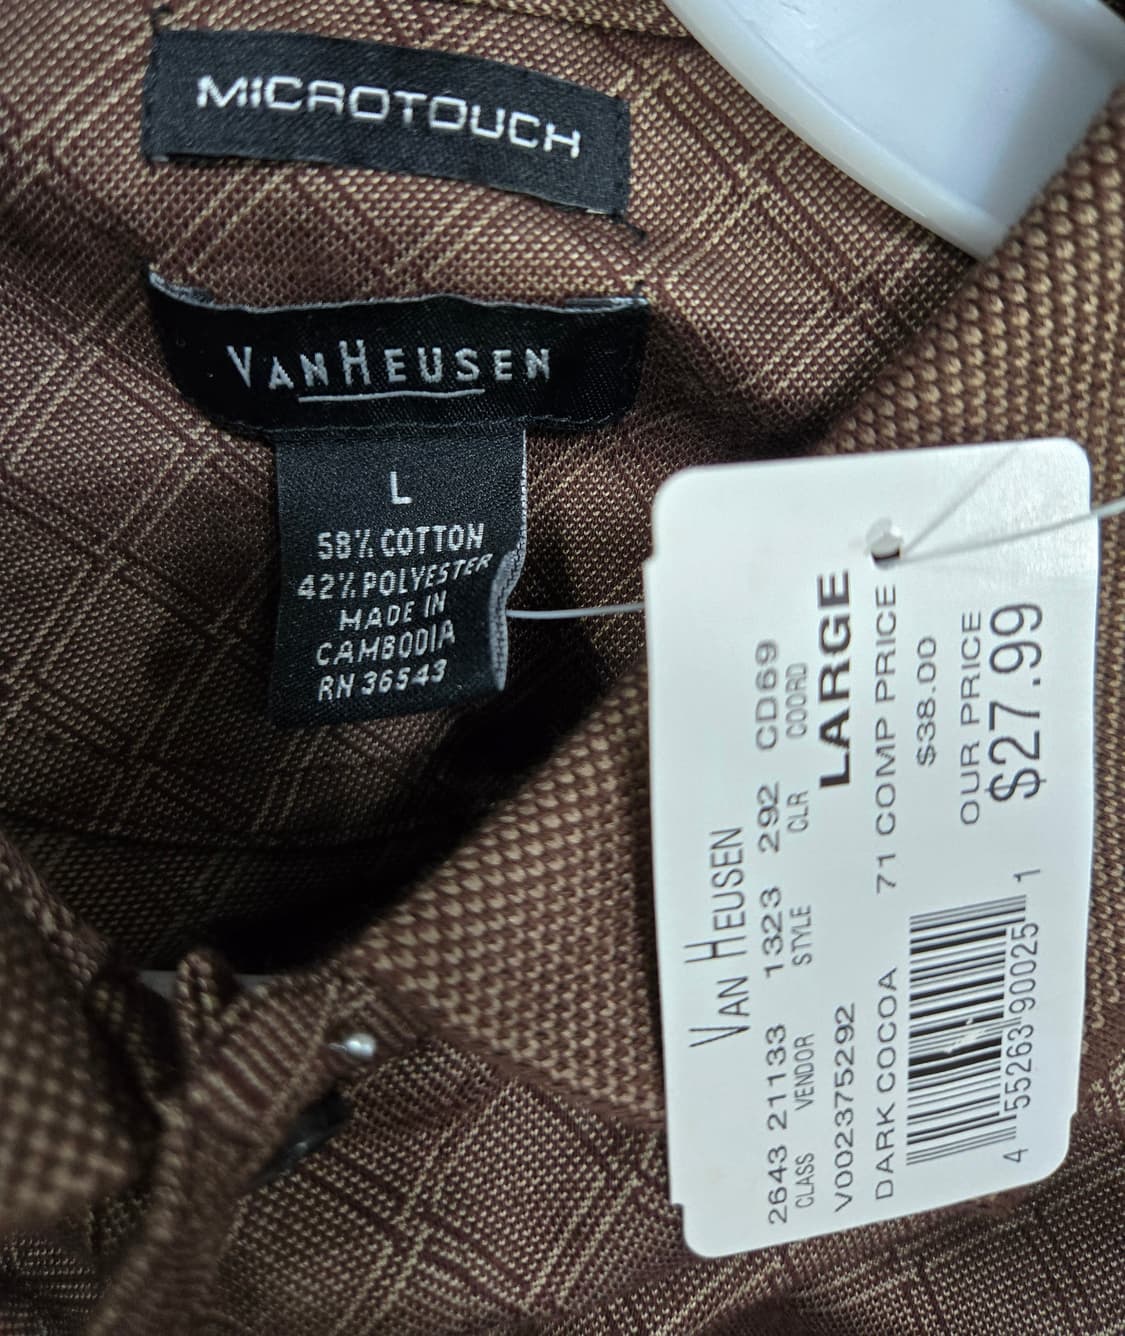 MICROTOUCH
VAN HEUSEN
L
58% COTTON
42% POLYESTER
MADE IN
CAMBODIA
RN 36543
VAN HEUSEN
2643 21133 1323 292 CD69
CLASS VENDOR STYLE CLR COORD
V002375292 LARGE
DARK COCOA 71 COMP PRICE
$38.00
OUR PRICE
$27.99
4 55263 90025 1